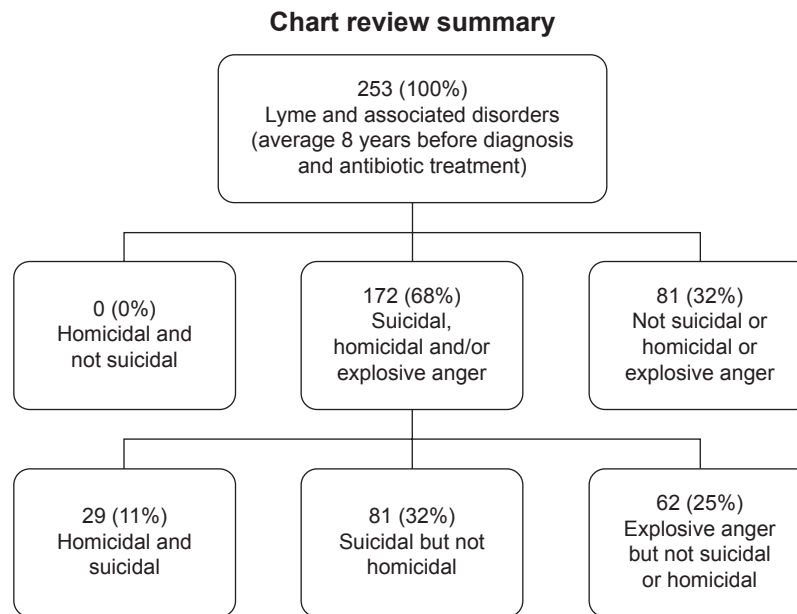 Chart review summary
253 (100%)
Lyme and associated disorders
(average 8 years before diagnosis
and antibiotic treatment)
0 (0%)
Homicidal and
not suicidal
172 (68%)
Suicidal,
homicidal and/or
explosive anger
81 (32%)
Not suicidal or
homicidal or
explosive anger
29 (11%)
Homicidal and
suicidal
81 (32%)
Suicidal but not
homicidal
62 (25%)
Explosive anger
but not suicidal
or homicidal